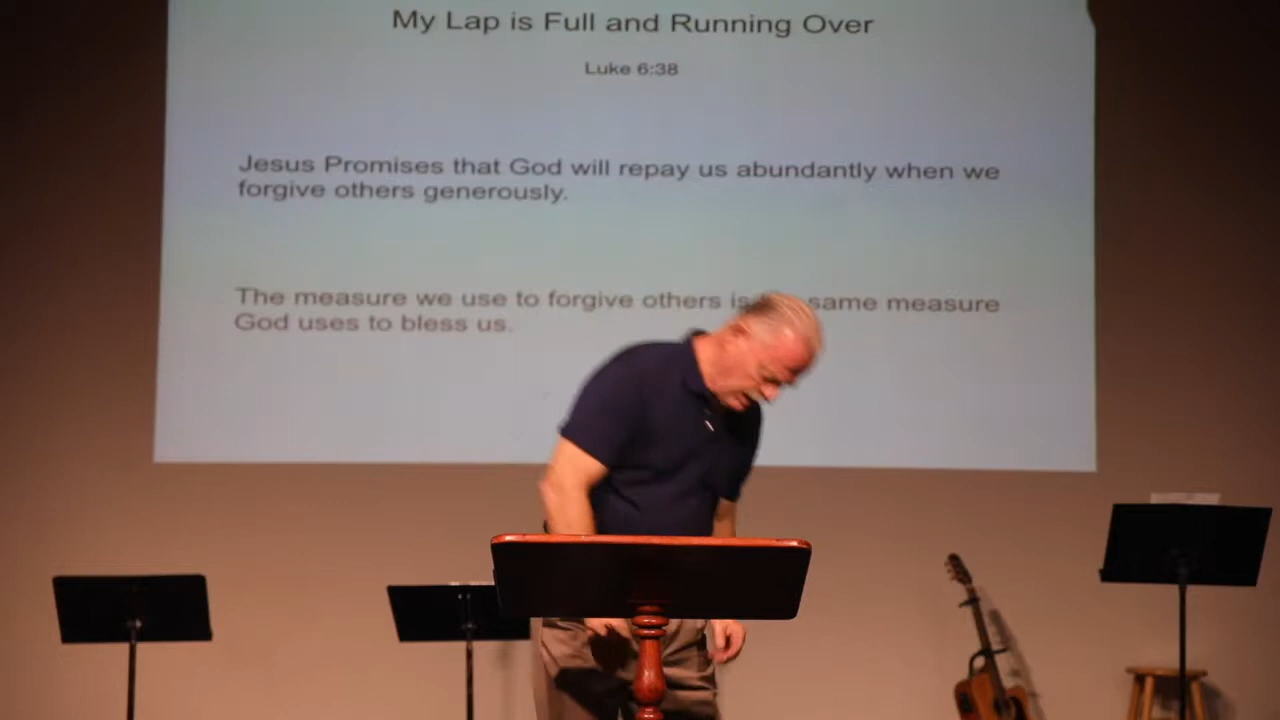 My Lap is Full and Running Over
Luke 6:38
Jesus Promises that God will repay us abundantly when we
forgive others generously.
The measure we use to forgive others is same measure
God uses to bless us.